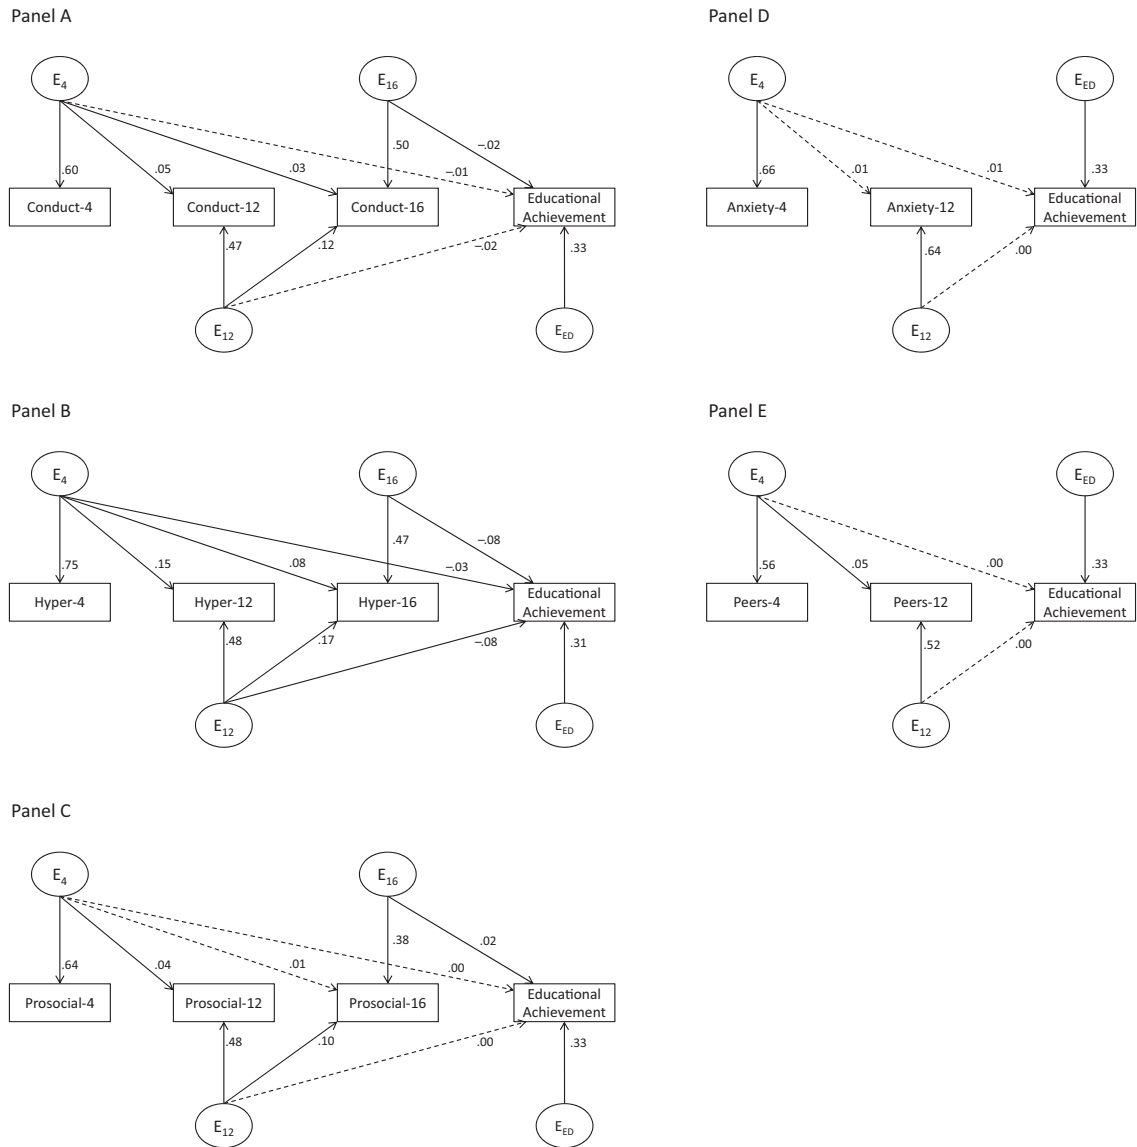 Panel A
E4
E16
.60
.05
.03
.50
–.01
–.02
Conduct-4
Conduct-12
Conduct-16
Educational
Achievement
.47
.12
–.02
.33
E12
EED
Panel D
E4
EED
.66
.01
.01
.33
Anxiety-4
Anxiety-12
Educational
Achievement
.64
.00
E12
Panel B
E4
E16
.75
.15
.08
.47
–.03
–.08
Hyper-4
Hyper-12
Hyper-16
Educational
Achievement
.48
.17
–.08
.31
E12
EED
Panel E
E4
EED
.56
.05
.00
.33
Peers-4
Peers-12
Educational
Achievement
.52
.00
E12
Panel C
E4
E16
.64
.04
.01
.38
.00
.02
Prosocial-4
Prosocial-12
Prosocial-16
Educational
Achievement
.48
.10
.00
.33
E12
EED